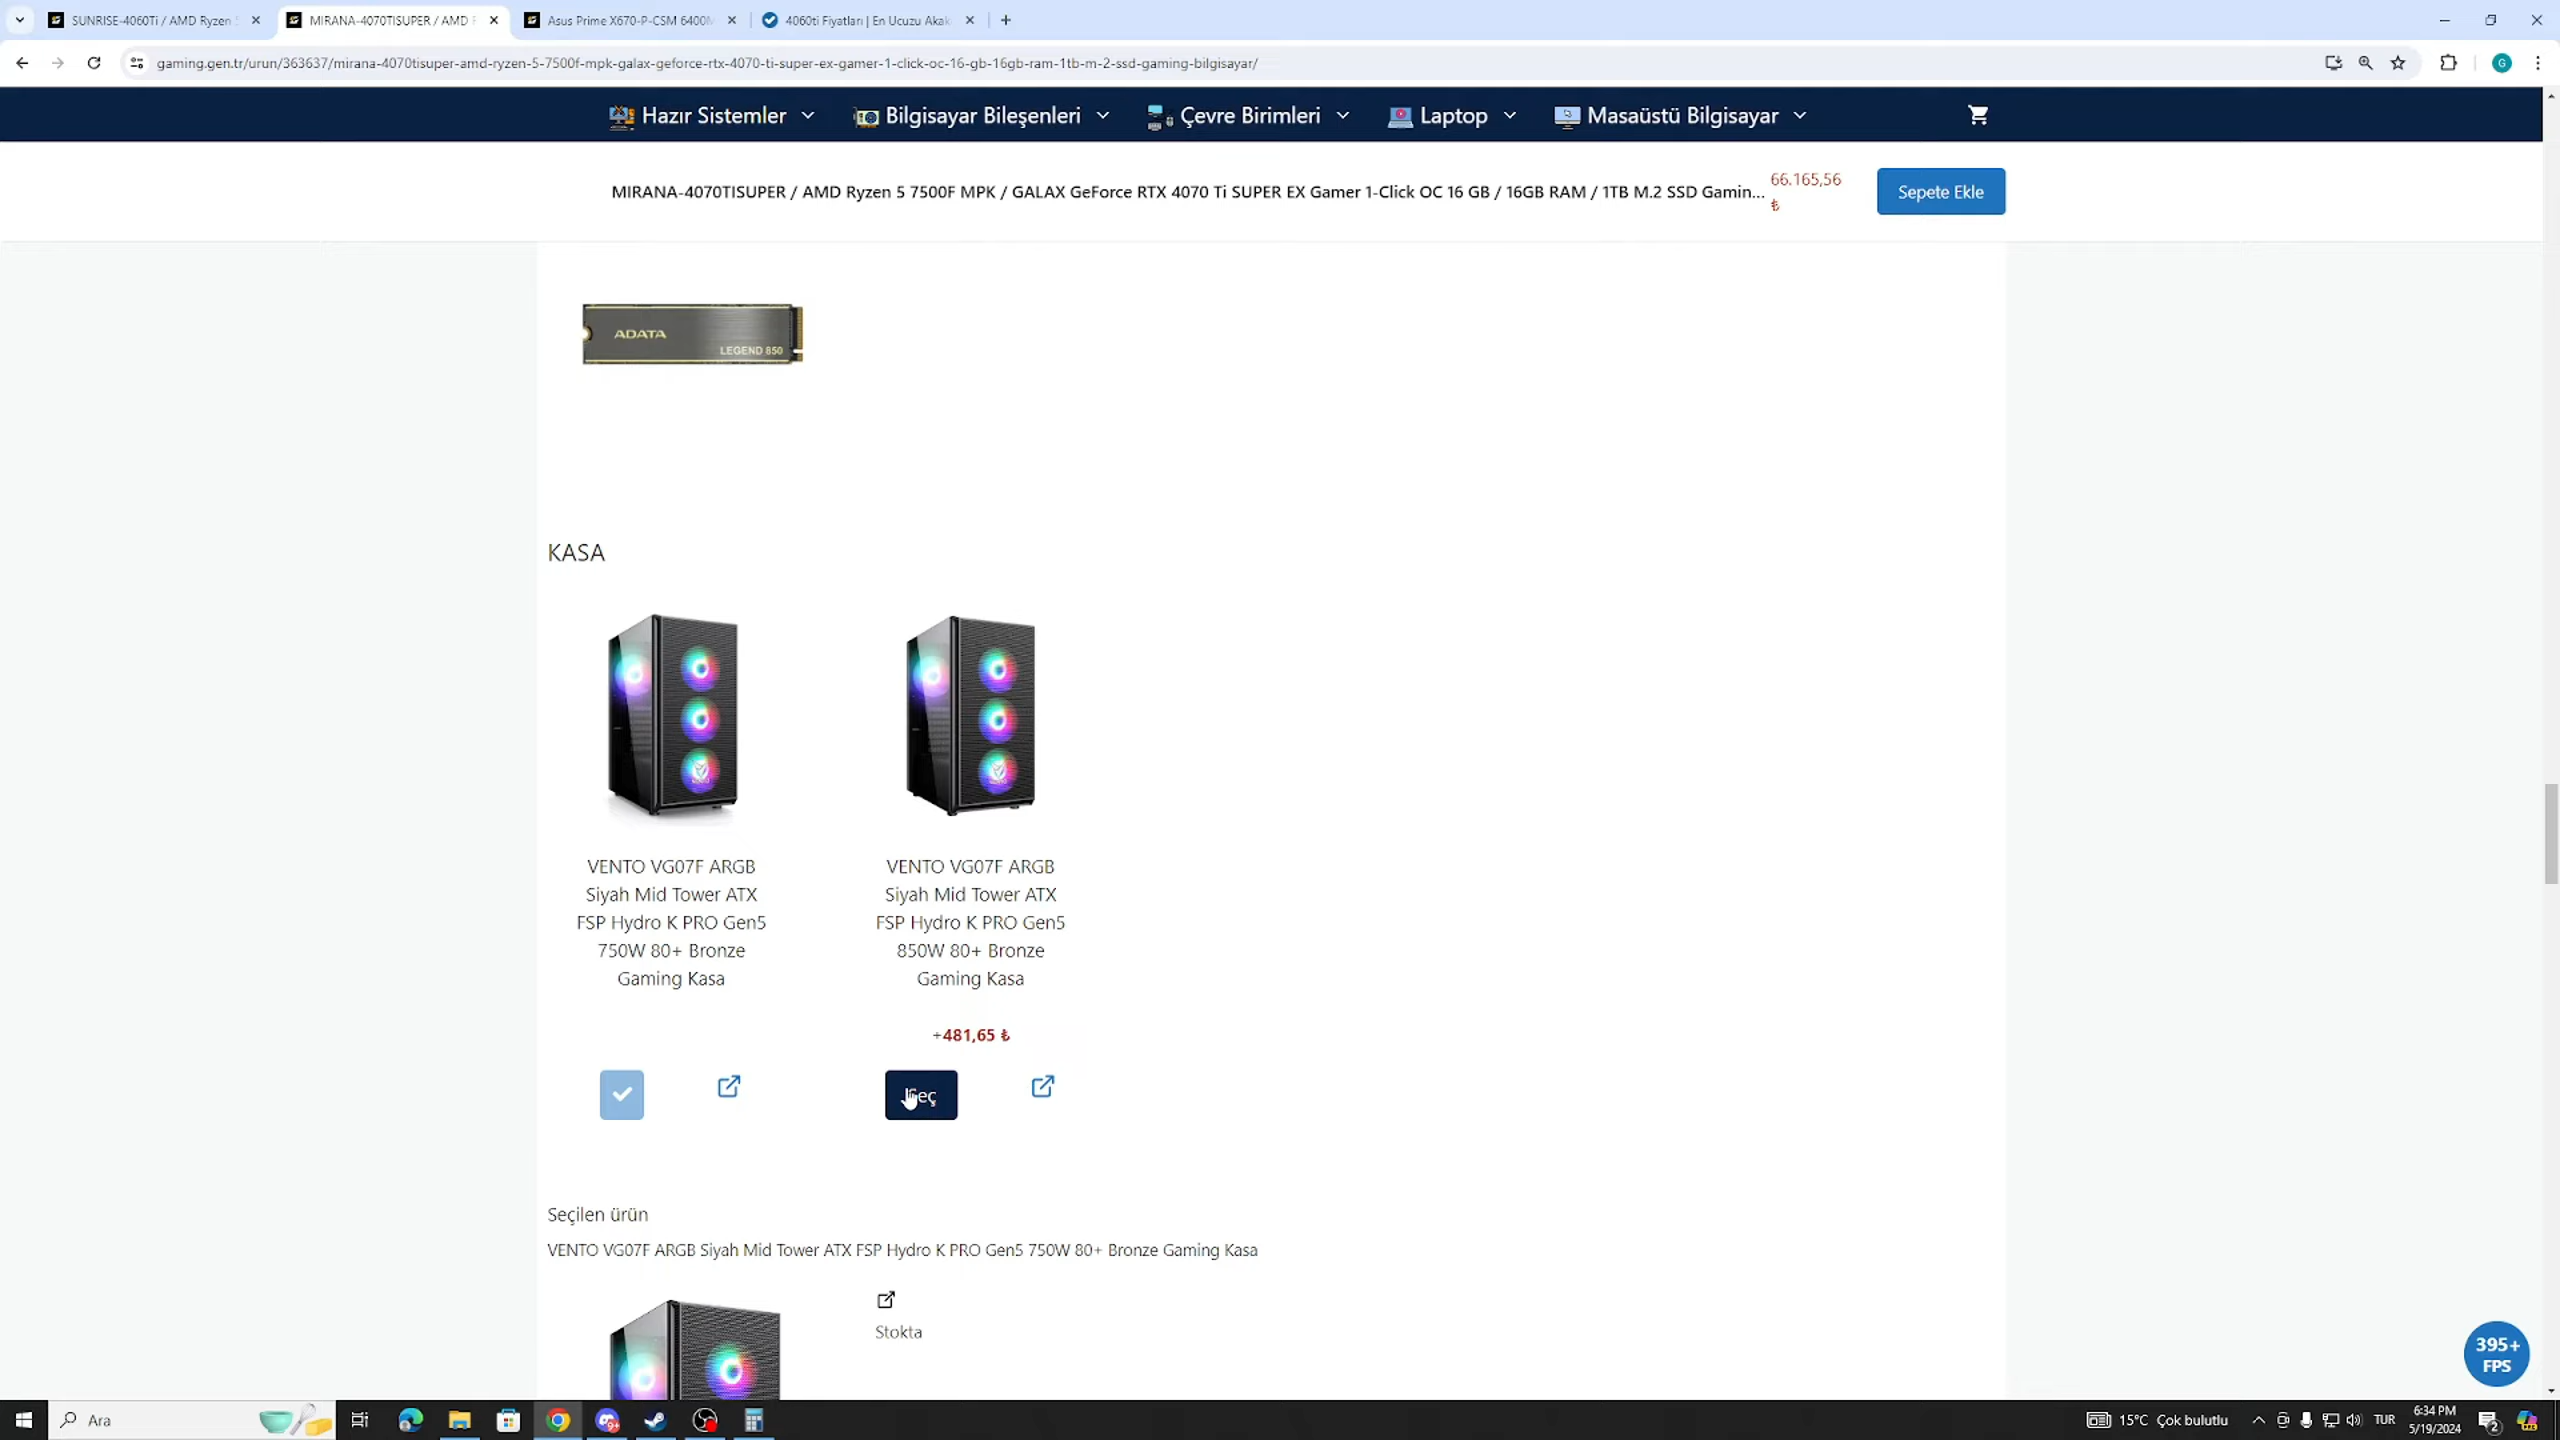 SUNRISE-4060Ti / AMD Ryzen 5
MIRANA-4070TISUPER / AMD R
Asus Prime X670-P-CSM 6400M
4060ti Fiyatları | En Ucuzu Akak
gaming.gen.tr/urun/363637/mirana-4070tisuper-amd-ryzen-5-7500f-mpk-galax-geforce-rtx-4070-ti-super-ex-gamer-1-click-oc-16-gb-16gb-ram-1tb-m-2-ssd-gaming-bilgisayar/
G
Hazır Sistemler
Bilgisayar Bileşenleri
Çevre Birimleri
Laptop
Masaüstü Bilgisayar
MIRANA-4070TISUPER / AMD Ryzen 5 7500F MPK / GALAX GeForce RTX 4070 Ti SUPER EX Gamer 1-Click OC 16 GB / 16GB RAM / 1TB M.2 SSD Gamin...
66.165,56
₺
Sepete Ekle
ADATA
LEGEND 850
KASA
VENTO VG07F ARGB
Siyah Mid Tower ATX
FSP Hydro K PRO Gen5
750W 80+ Bronze
Gaming Kasa
VENTO VG07F ARGB
Siyah Mid Tower ATX
FSP Hydro K PRO Gen5
850W 80+ Bronze
Gaming Kasa
+481,65 ₺
Seç
Seçilen ürün
VENTO VG07F ARGB Siyah Mid Tower ATX FSP Hydro K PRO Gen5 750W 80+ Bronze Gaming Kasa
Stokta
395+
FPS
Ara
9+
15°C Çok bulutlu
TUR
6:34 PM
5/19/2024
2